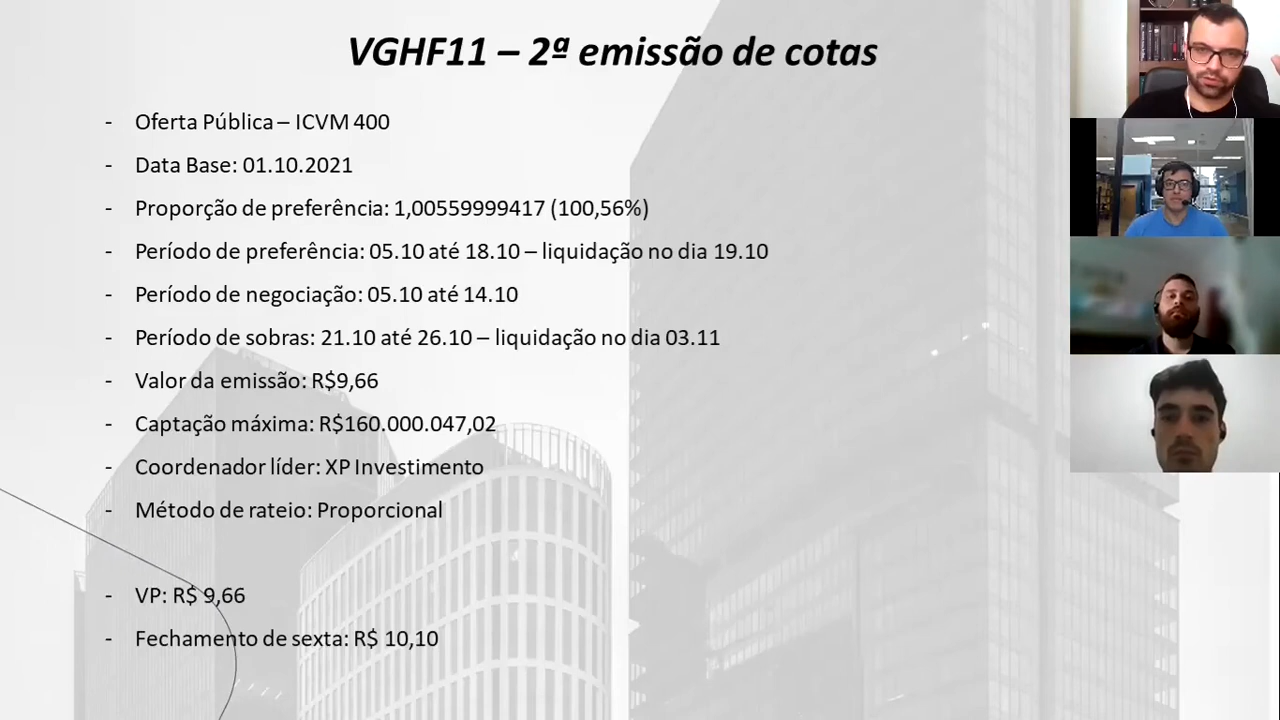 VGHF11 – 2ª emissão de cotas
- Oferta Pública – ICVM 400
- Data Base: 01.10.2021
- Proporção de preferência: 1,00559999417 (100,56%)
- Período de preferência: 05.10 até 18.10 – liquidação no dia 19.10
- Período de negociação: 05.10 até 14.10
- Período de sobras: 21.10 até 26.10 – liquidação no dia 03.11
- Valor da emissão: R$9,66
- Captação máxima: R$160.000.047,02
- Coordenador líder: XP Investimento
- Método de rateio: Proporcional
- VP: R$ 9,66
- Fechamento de sexta: R$ 10,10